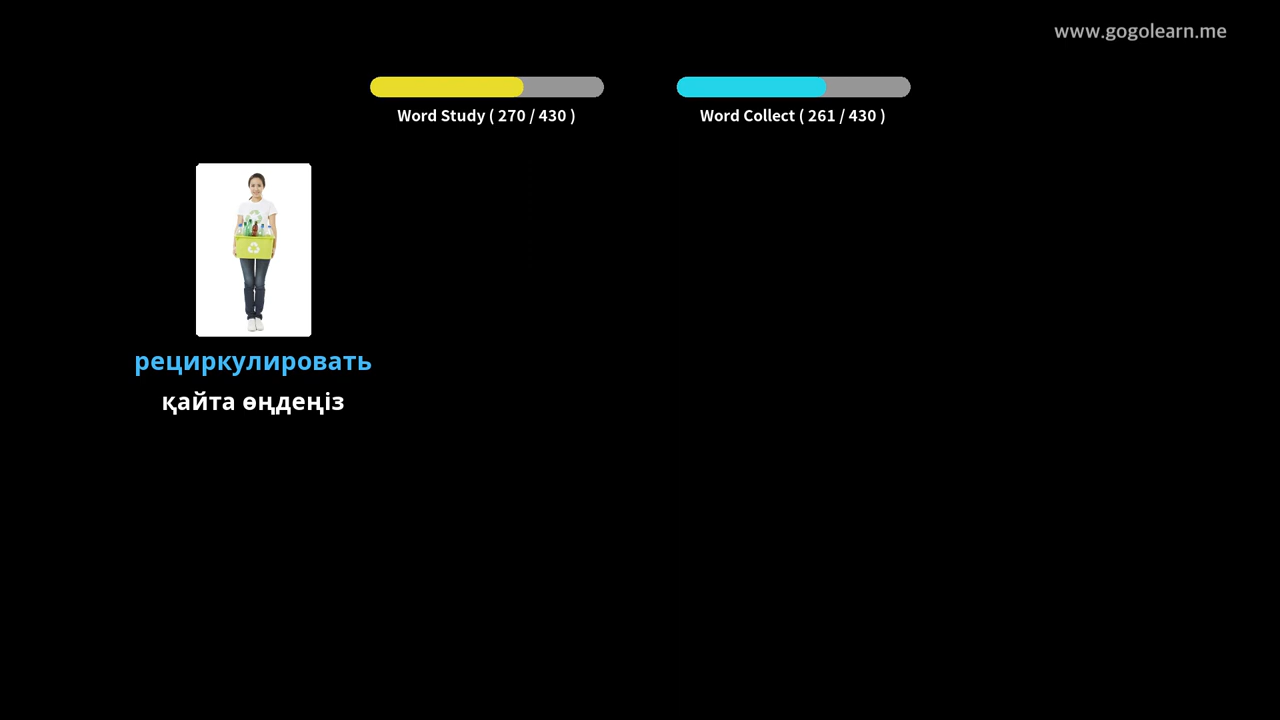 www.gogolearn.me
Word Study ( 270 / 430 )
Word Collect ( 261 / 430 )
рециркулировать
қайта өңдеңіз